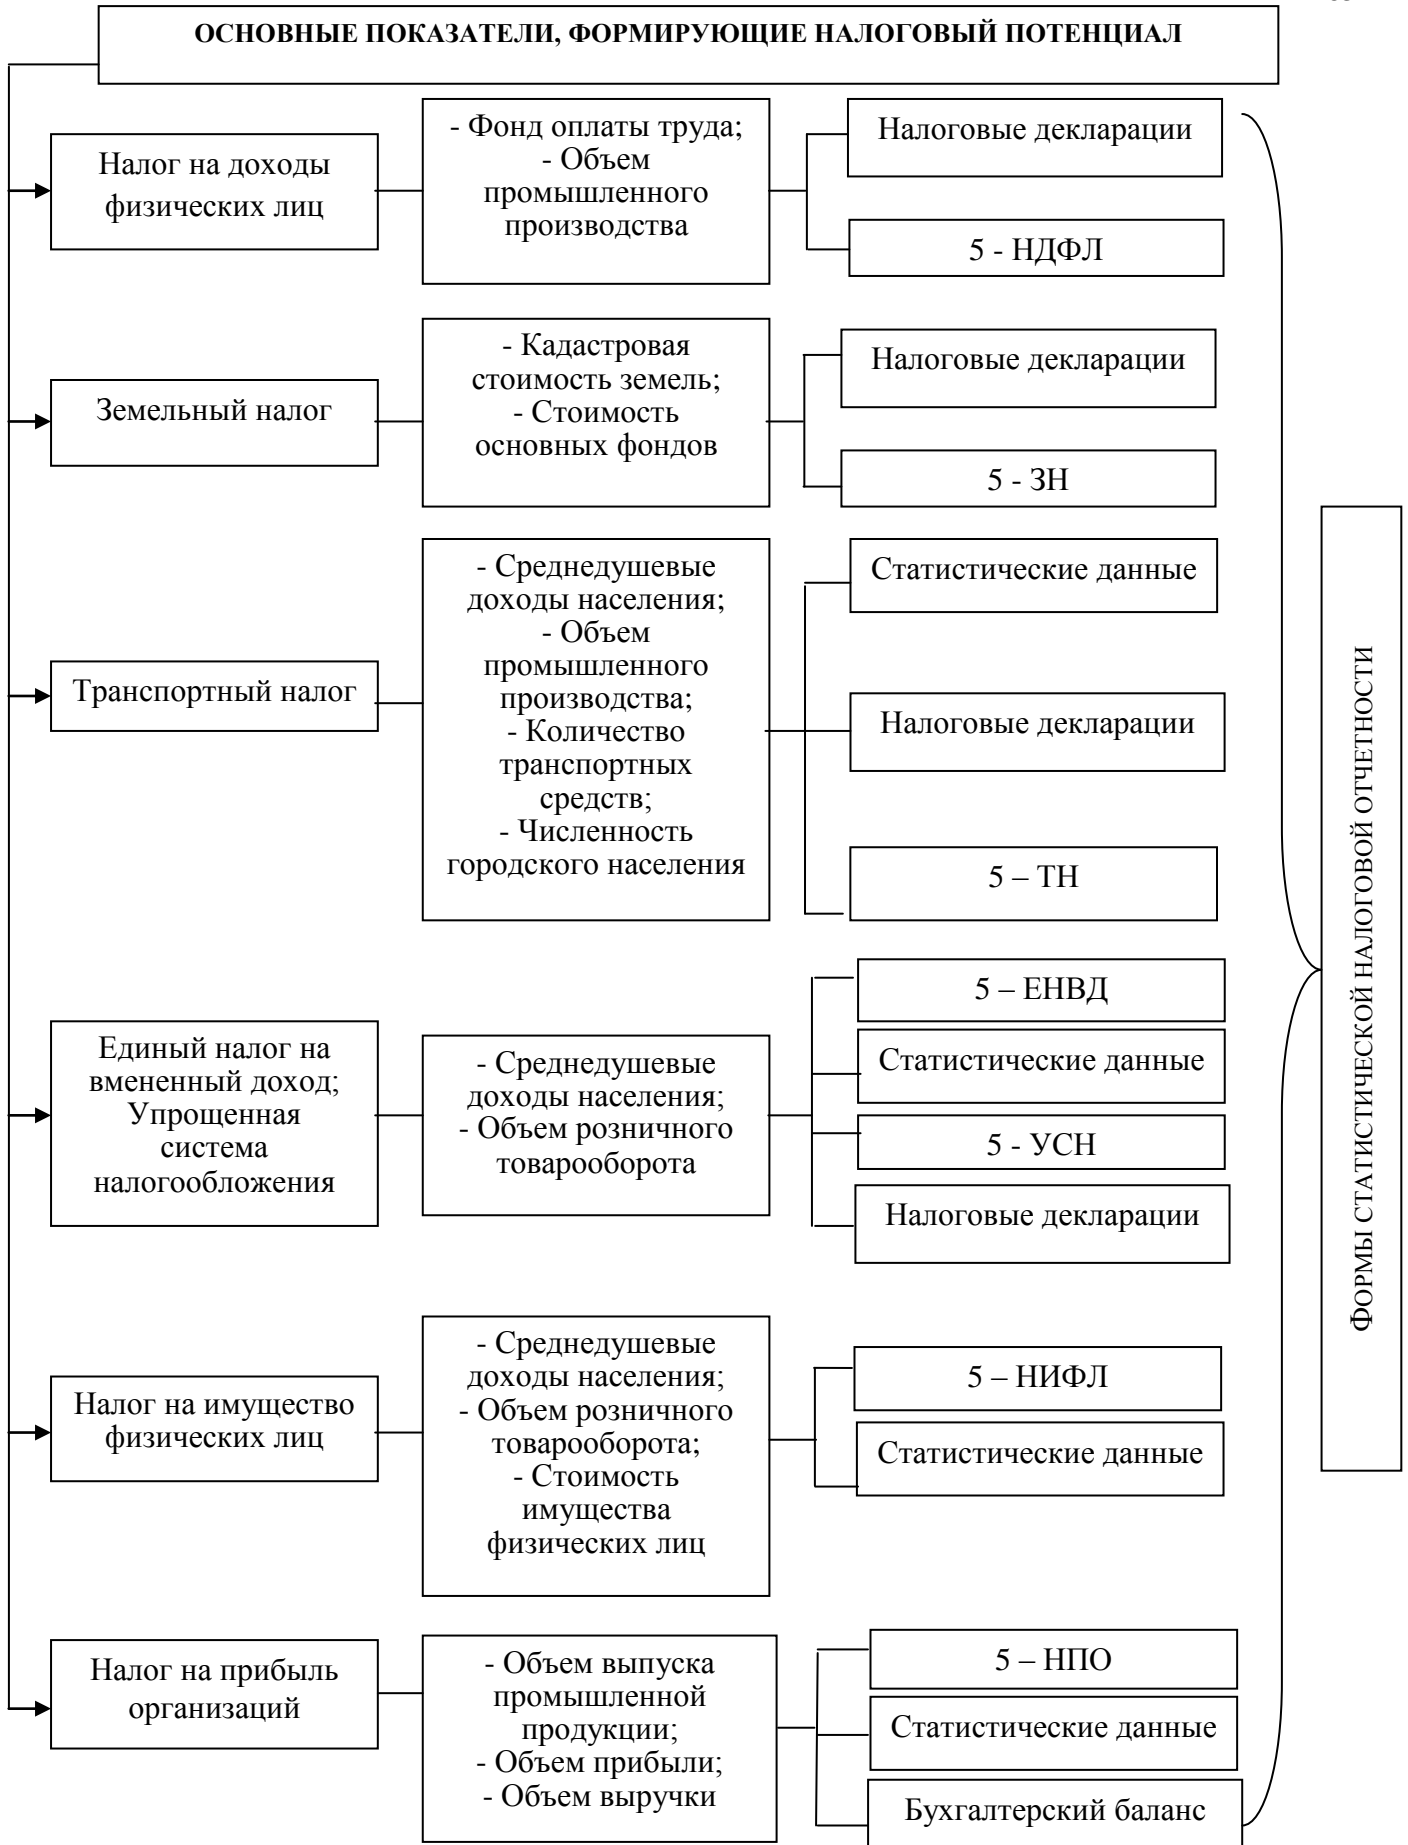 ОСНОВНЫЕ ПОКАЗАТЕЛИ, ФОРМИРУЮЩИЕ НАЛОГОВЫЙ ПОТЕНЦИАЛ
Налог на доходы
физических лиц
- Фонд оплаты труда;
- Объем
промышленного
производства
Налоговые декларации
5 - НДФЛ
Земельный налог
- Кадастровая
стоимость земель;
- Стоимость
основных фондов
Налоговые декларации
5 - ЗН
Транспортный налог
- Среднедушевые
доходы населения;
- Объем
промышленного
производства;
- Количество
транспортных
средств;
- Численность
городского населения
Статистические данные
Налоговые декларации
5 – ТН
Единый налог на
вмененный доход;
Упрощенная
система
налогообложения
- Среднедушевые
доходы населения;
- Объем розничного
товарооборота
5 – ЕНВД
Статистические данные
5 - УСН
Налоговые декларации
Налог на имущество
физических лиц
- Среднедушевые
доходы населения;
- Объем розничного
товарооборота;
- Стоимость
имущества
физических лиц
5 – НИФЛ
Статистические данные
Налог на прибыль
организаций
- Объем выпуска
промышленной
продукции;
- Объем прибыли;
- Объем выручки
5 – НПО
Статистические данные
Бухгалтерский баланс
ФОРМЫ СТАТИСТИЧЕСКОЙ НАЛОГОВОЙ ОТЧЕТНОСТИ